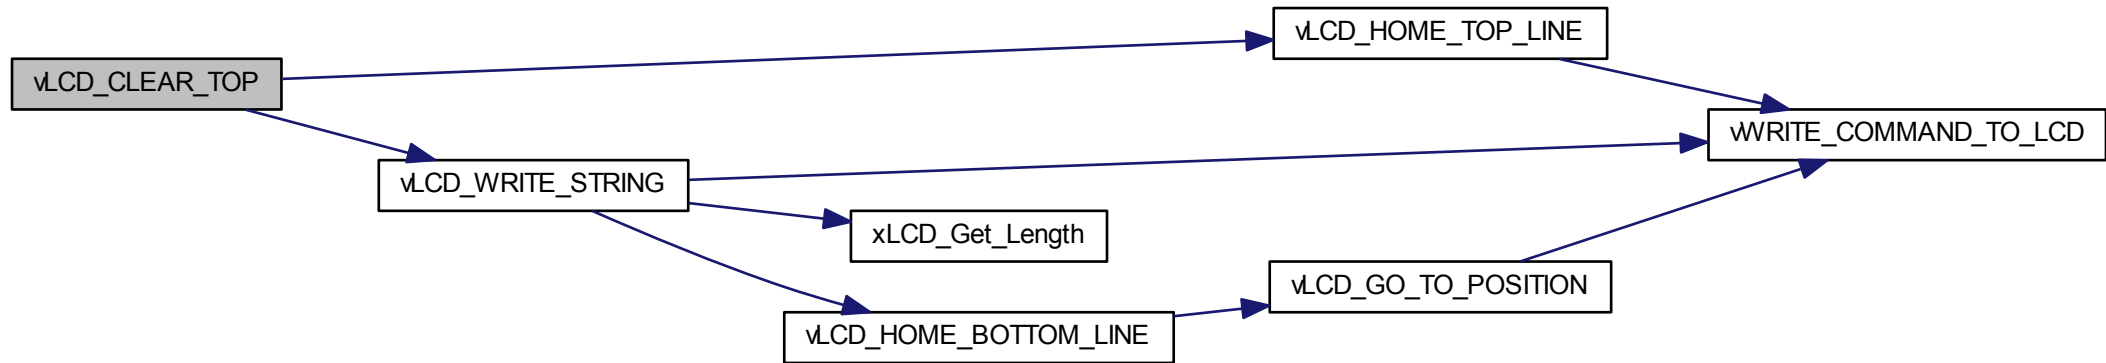 vLCD_HOME_TOP_LINE
vLCD_CLEAR_TOP
vWRITE_COMMAND_TO_LCD
vLCD_WRITE_STRING
xLCD_Get_Length
vLCD_GO_TO_POSITION
vLCD_HOME_BOTTOM_LINE